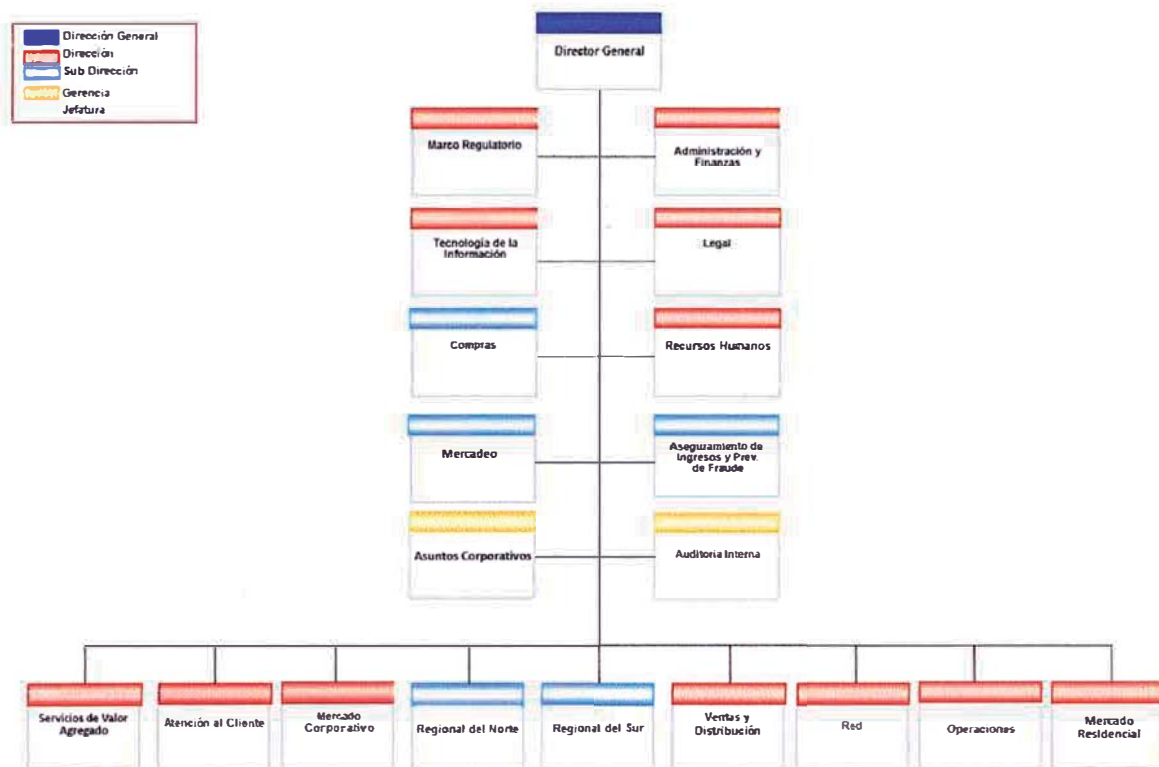 Dirección General
Dirección
Sub Dirección
Gerencia
Jefatura
Director General
Marco Regulatorio
Administración y
Finanzas
Tecnología de la
Información
Legal
Compras
Recursos Humanos
Mercadeo
Aseguramiento de
Ingresos y Prev.
de Fraude
Asuntos Corporativos
Auditoria Interna
Servicios de Valor
Agregado
Atención al Cliente
Mercado
Corporativo
Regional del Norte
Regional del Sur
Ventas y
Distribución
Red
Operaciones
Mercado
Residencial